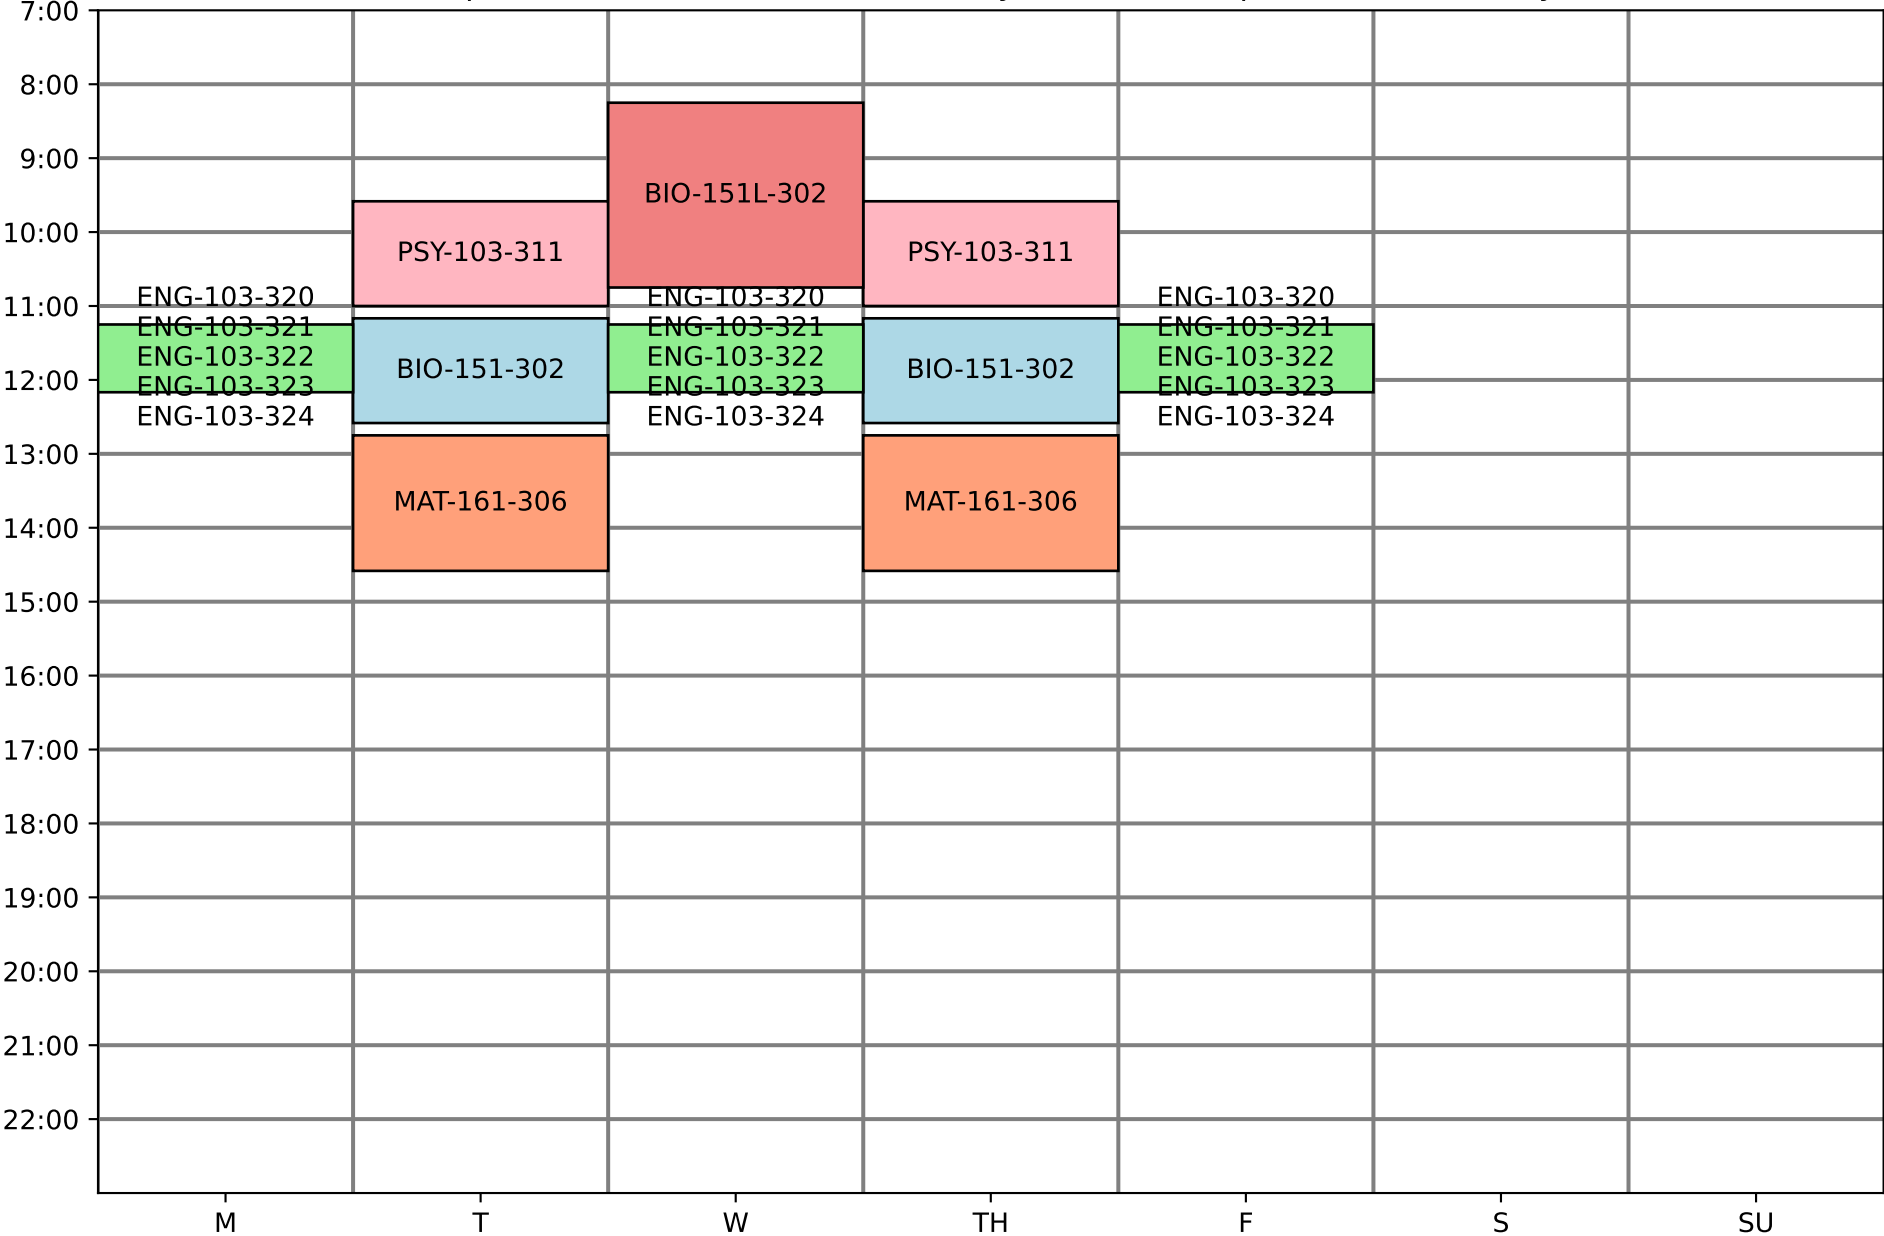 7:00
8:00
9:00
10:00
11:00
12:00
13:00
14:00
15:00
16:00
17:00
18:00
19:00
20:00
21:00
22:00
ENG-103-320
ENG-103-321
ENG-103-322
ENG-103-323
ENG-103-324
PSY-103-311
BIO-151-302
MAT-161-306
BIO-151L-302
ENG-103-320
ENG-103-321
ENG-103-322
ENG-103-323
ENG-103-324
PSY-103-311
BIO-151-302
MAT-161-306
ENG-103-320
ENG-103-321
ENG-103-322
ENG-103-323
ENG-103-324
M T W TH F S SU